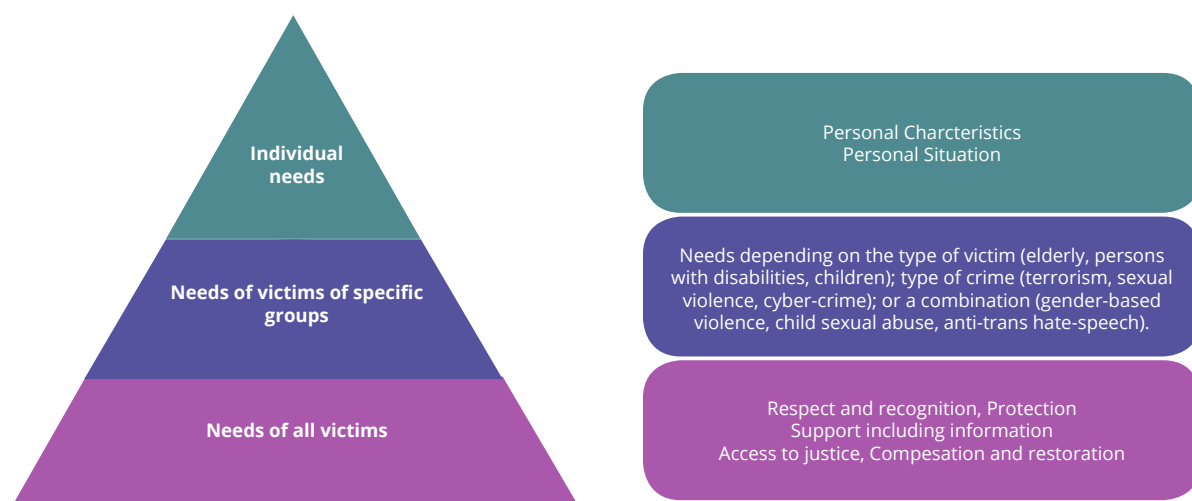 Individual
needs
Personal Charcteristics
Personal Situation
Needs of victims of specific
groups
Needs depending on the type of victim (elderly, persons
with disabilities, children); type of crime (terrorism, sexual
violence, cyber-crime); or a combination (gender-based
violence, child sexual abuse, anti-trans hate-speech).
Needs of all victims
Respect and recognition, Protection
Support including information
Access to justice, Compesation and restoration